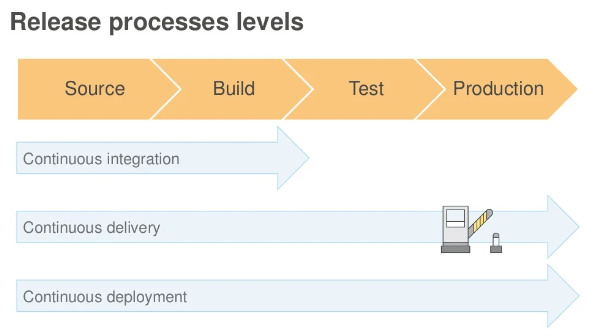 Release processes levels
Source Build Test Production
Continuous integration
Continuous delivery
Continuous deployment